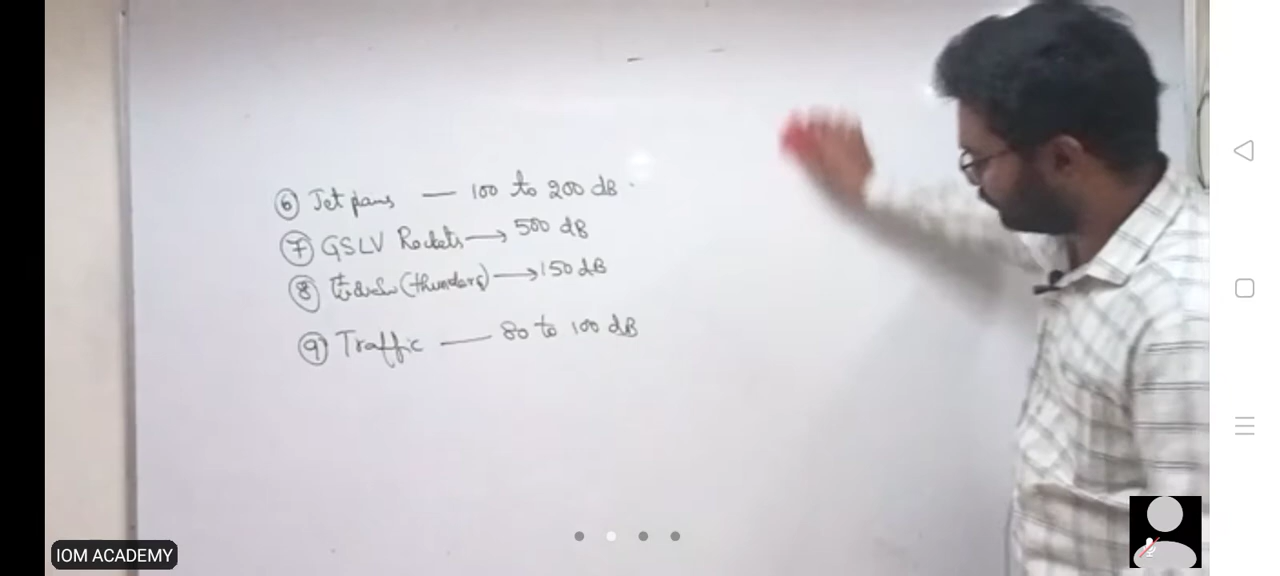 ⑥ Jet — 100 to 200 dB
⑦ GSLV Rockets → 500 dB
⑧ (thunders) → 150 dB
⑨ Traffic — 80 to 100 dB
IOM ACADEMY